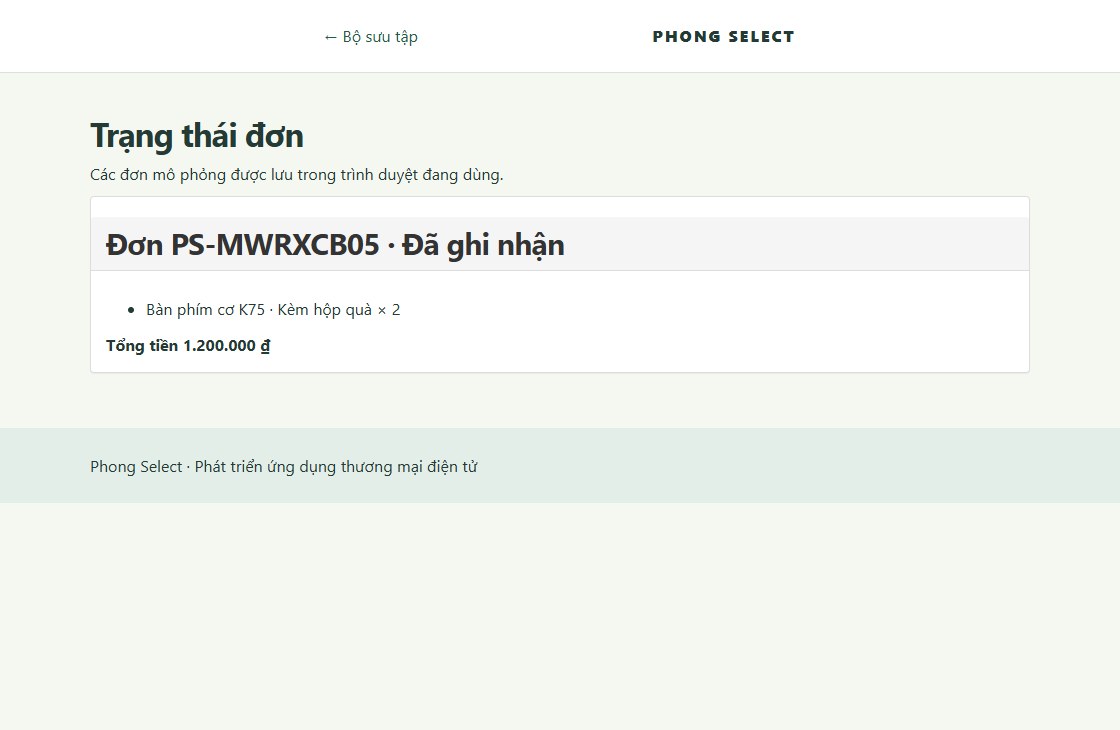 ← Bộ sưu tập
PHONG SELECT
Trạng thái đơn
Các đơn mô phỏng được lưu trong trình duyệt đang dùng.
Đơn PS-MWRXCB05 · Đã ghi nhận
• Bàn phím cơ K75 · Kèm hộp quà × 2
Tổng tiền 1.200.000 ₫
Phong Select · Phát triển ứng dụng thương mại điện tử